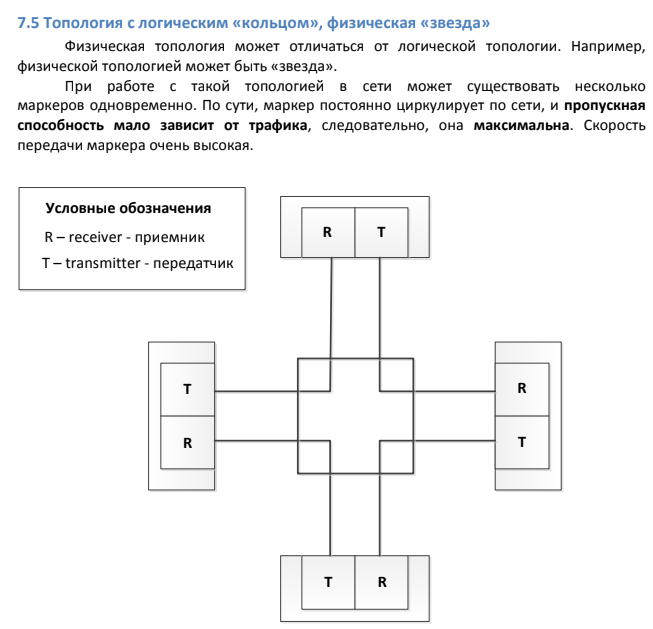 7.5 Топология с логическим «кольцом», физическая «звезда»
Физическая топология может отличаться от логической топологии. Например,
физической топологией может быть «звезда».
При работе с такой топологией в сети может существовать несколько
маркеров одновременно. По сути, маркер постоянно циркулирует по сети, и пропускная
способность мало зависит от трафика, следовательно, она максимальна. Скорость
передачи маркера очень высокая.
Условные обозначения
R – receiver - приемник
T – transmitter - передатчик
R T
T
R
R
T
T R